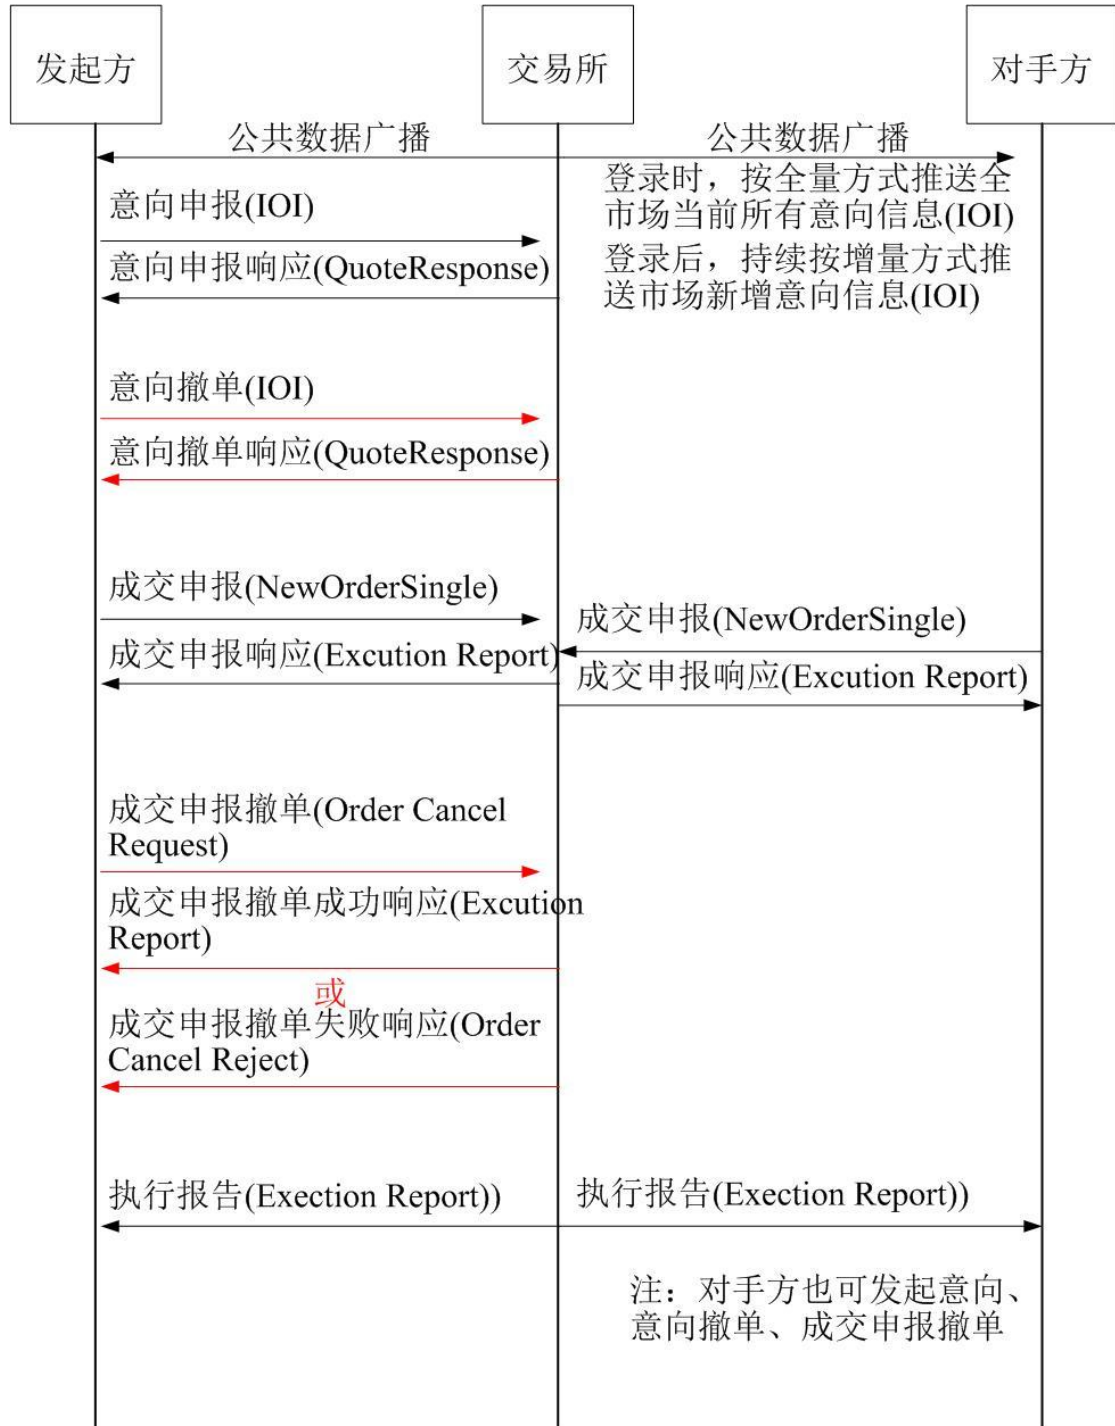 发起方
交易所
对手方
公共数据广播
公共数据广播
意向申报(IOI)
登录时，按全量方式推送全
市场当前所有意向信息(IOI)
意向申报响应(QuoteResponse)
登录后，持续按增量方式推
送市场新增意向信息(IOI)
意向撤单(IOI)
意向撤单响应(QuoteResponse)
成交申报(NewOrderSingle)
成交申报(NewOrderSingle)
成交申报响应(Excution Report)
成交申报响应(Excution Report)
成交申报撤单(Order Cancel
Request)
成交申报撤单成功响应(Excution
Report)
或
成交申报撤单失败响应(Order
Cancel Reject)
执行报告(Exection Report))
执行报告(Exection Report))
注：对手方也可发起意向、
意向撤单、成交申报撤单